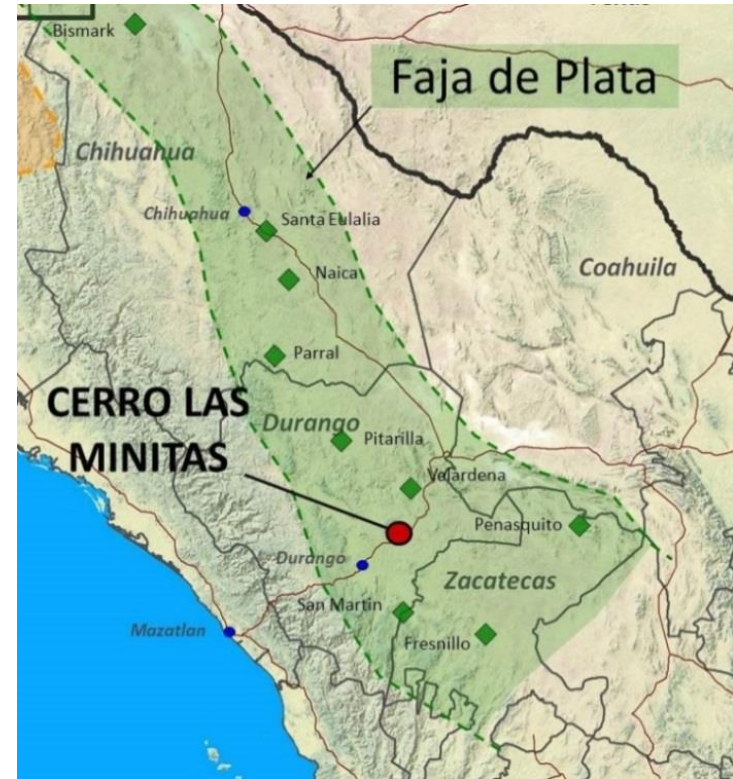 Bismark
Faja de Plata
Chihuahua
Chihuahua
Santa Eulalia
Coahuila
Naica
Parral
CERRO LAS
MINITAS
Durango
Pitarilla
Velardena
Penasquito
Durango
Zacatecas
San Martin
Fresnillo
Mazatlan